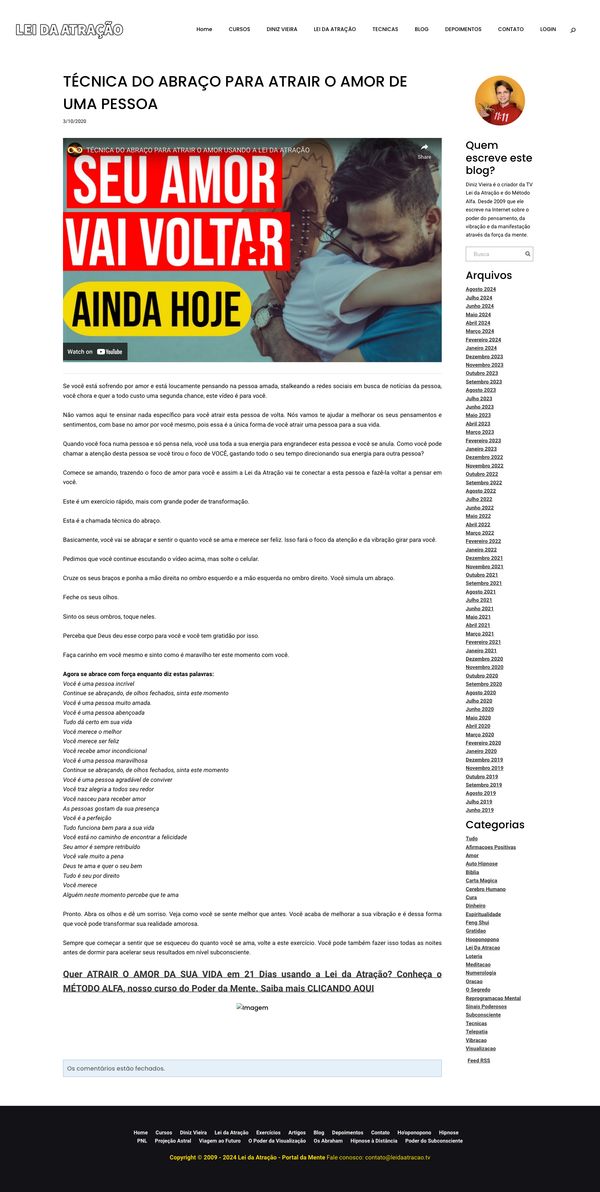 LEI DA ATRAÇÃO
Home CURSOS DINIZ VIEIRA LEI DA ATRAÇÃO TECNICAS BLOG DEPOIMENTOS CONTATO LOGIN
TÉCNICA DO ABRAÇO PARA ATRAIR O AMOR DE
UMA PESSOA
3/10/2020
TÉCNICA DO ABRAÇO PARA ATRAIR O AMOR USANDO A LEI DA ATRAÇÃO
Share
SEU AMOR
VAI VOLTAR
AINDA HOJE
Watch on YouTube
Se você está sofrendo por amor e está loucamente pensando na pessoa amada, stalkeando a redes sociais em busca de notícias da pessoa,
você chora e quer a todo custo uma segunda chance, este vídeo é para você.
Não vamos aqui te ensinar nada específico para você atrair esta pessoa de volta. Nós vamos te ajudar a melhorar os seus pensamentos e
sentimentos, com base no amor por você mesmo, pois essa é a única forma de você atrair uma pessoa para a sua vida.
Quando você foca numa pessoa e só pensa nela, você usa toda a sua energia para engrandecer esta pessoa e você se anula. Como você pode
chamar a atenção desta pessoa se você tirou o foco de VOCÊ, gastando todo o seu tempo direcionando sua energia para outra pessoa?
Comece se amando, trazendo o foco de amor para você e assim a Lei da Atração vai te conectar a esta pessoa e fazê-la voltar a pensar em
você.
Este é um exercício rápido, mais com grande poder de transformação.
Esta é a chamada técnica do abraço.
Basicamente, você vai se abraçar e sentir o quanto você se ama e merece ser feliz. Isso fará o foco da atenção e da vibração girar para você.
Pedimos que você continue escutando o vídeo acima, mas solte o celular.
Cruze os seus braços e ponha a mão direita no ombro esquerdo e a mão esquerda no ombro direito. Você simula um abraço.
Feche os seus olhos.
Sinto os seus ombros, toque neles.
Perceba que Deus deu esse corpo para você e você tem gratidão por isso.
Faça carinho em você mesmo e sinto como é maravilho ter este momento com você.
Agora se abrace com força enquanto diz estas palavras:
Você é uma pessoa incrível
Continue se abraçando, de olhos fechados, sinta este momento
Você é uma pessoa muito amada.
Você é uma pessoa abençoada
Tudo dá certo em sua vida
Você merece o melhor
Você merece ser feliz
Você recebe amor incondicional
Você é uma pessoa maravilhosa
Continue se abraçando, de olhos fechados, sinta este momento
Você é uma pessoa agradável de conviver
Você traz alegria a todos seu redor
Você nasceu para receber amor
As pessoas gostam da sua presença
Você é a perfeição
Tudo funciona bem para a sua vida
Você está no caminho de encontrar a felicidade
Seu amor é sempre retribuído
Você vale muito a pena
Deus te ama e quer o seu bem
Tudo é seu por direito
Você merece
Alguém neste momento percebe que te ama
Pronto. Abra os olhos e dê um sorriso. Veja como você se sente melhor que antes. Você acaba de melhorar a sua vibração e é dessa forma
que você pode transformar sua realidade amorosa.
Sempre que começar a sentir que se esqueceu do quanto você se ama, volte a este exercício. Você pode também fazer isso todas as noites
antes de dormir para acelerar seus resultados em nível subconsciente.
Quer ATRAIR O AMOR DA SUA VIDA em 21 Dias usando a Lei da Atração? Conheça o
MÉTODO ALFA, nosso curso do Poder da Mente. Saiba mais CLICANDO AQUI
Imagem
Os comentários estão fechados.
11:11
Quem
escreve este
blog?
Diniz Vieira é o criador da TV
Lei da Atração e do Método
Alfa. Desde 2009 que ele
escreve na Internet sobre o
poder do pensamento, da
vibração e da manifestação
através da força da mente.
Busca
Arquivos
Agosto 2024
Julho 2024
Junho 2024
Maio 2024
Abril 2024
Março 2024
Fevereiro 2024
Janeiro 2024
Dezembro 2023
Novembro 2023
Outubro 2023
Setembro 2023
Agosto 2023
Julho 2023
Junho 2023
Maio 2023
Abril 2023
Março 2023
Fevereiro 2023
Janeiro 2023
Dezembro 2022
Novembro 2022
Outubro 2022
Setembro 2022
Agosto 2022
Julho 2022
Junho 2022
Maio 2022
Abril 2022
Março 2022
Fevereiro 2022
Janeiro 2022
Dezembro 2021
Novembro 2021
Outubro 2021
Setembro 2021
Agosto 2021
Julho 2021
Junho 2021
Maio 2021
Abril 2021
Março 2021
Fevereiro 2021
Janeiro 2021
Dezembro 2020
Novembro 2020
Outubro 2020
Setembro 2020
Agosto 2020
Julho 2020
Junho 2020
Maio 2020
Abril 2020
Março 2020
Fevereiro 2020
Janeiro 2020
Dezembro 2019
Novembro 2019
Outubro 2019
Setembro 2019
Agosto 2019
Julho 2019
Junho 2019
Categorias
Tudo
Afirmacoes Positivas
Amor
Auto Hipnose
Biblia
Carta Magica
Cerebro Humano
Cura
Dinheiro
Espiritualidade
Feng Shui
Gratidao
Hooponopono
Lei Da Atracao
Loteria
Meditacao
Numerologia
Oracao
O Segredo
Reprogramacao Mental
Sinais Poderosos
Subconsciente
Tecnicas
Telepatia
Vibracao
Visualizacao
Feed RSS
Home Cursos Diniz Vieira Lei da Atração Exercícios Artigos Blog Depoimentos Contato Ho'oponopono Hipnose
PNL Projeção Astral Viagem ao Futuro O Poder da Visualização Os Abraham Hipnose à Distância Poder do Subconsciente
Copyright © 2009 - 2024 Lei da Atração - Portal da Mente Fale conosco: contato@leidaatracao.tv